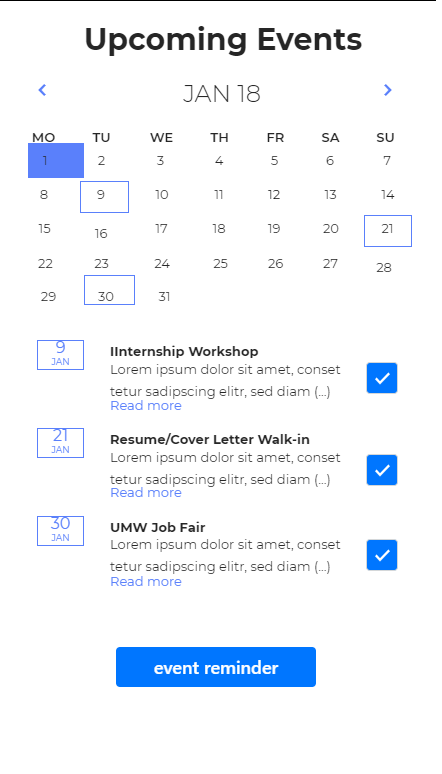 Upcoming Events
JAN 18
MO TU WE TH FR SA SU
1 2 3 4 5 6 7
8 9 10 11 12 13 14
15 16 17 18 19 20 21
22 23 24 25 26 27 28
29 30 31
9
JAN
IInternship Workshop
Lorem ipsum dolor sit amet, conset
tetur sadipscing elitr, sed diam (...)
Read more
21
JAN
Resume/Cover Letter Walk-in
Lorem ipsum dolor sit amet, conset
tetur sadipscing elitr, sed diam (...)
Read more
30
JAN
UMW Job Fair
Lorem ipsum dolor sit amet, conset
tetur sadipscing elitr, sed diam (...)
Read more
event reminder